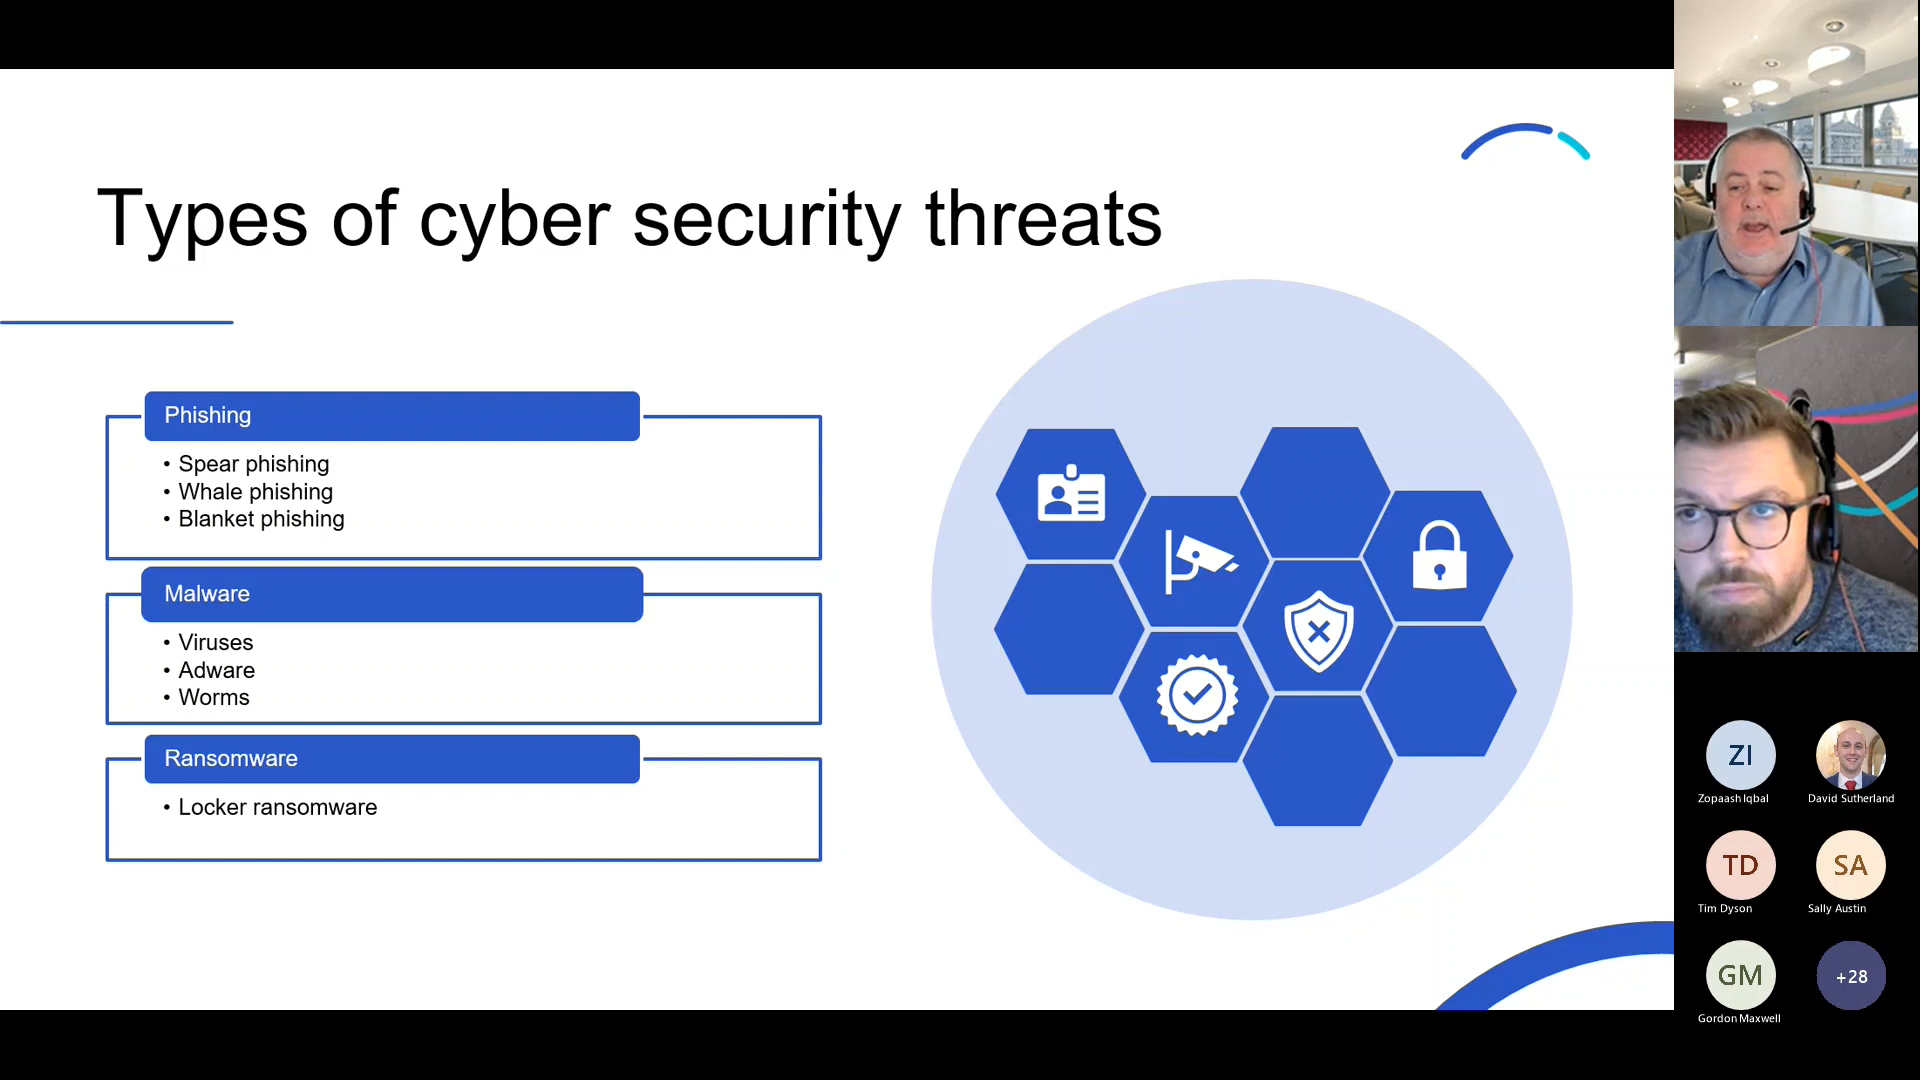 Types of cyber security threats
Phishing
• Spear phishing
• Whale phishing
• Blanket phishing
Malware
• Viruses
• Adware
• Worms
Ransomware
• Locker ransomware
ZI
Zopaash Iqbal
David Sutherland
TD
Tim Dyson
SA
Sally Austin
GM
Gordon Maxwell
+28